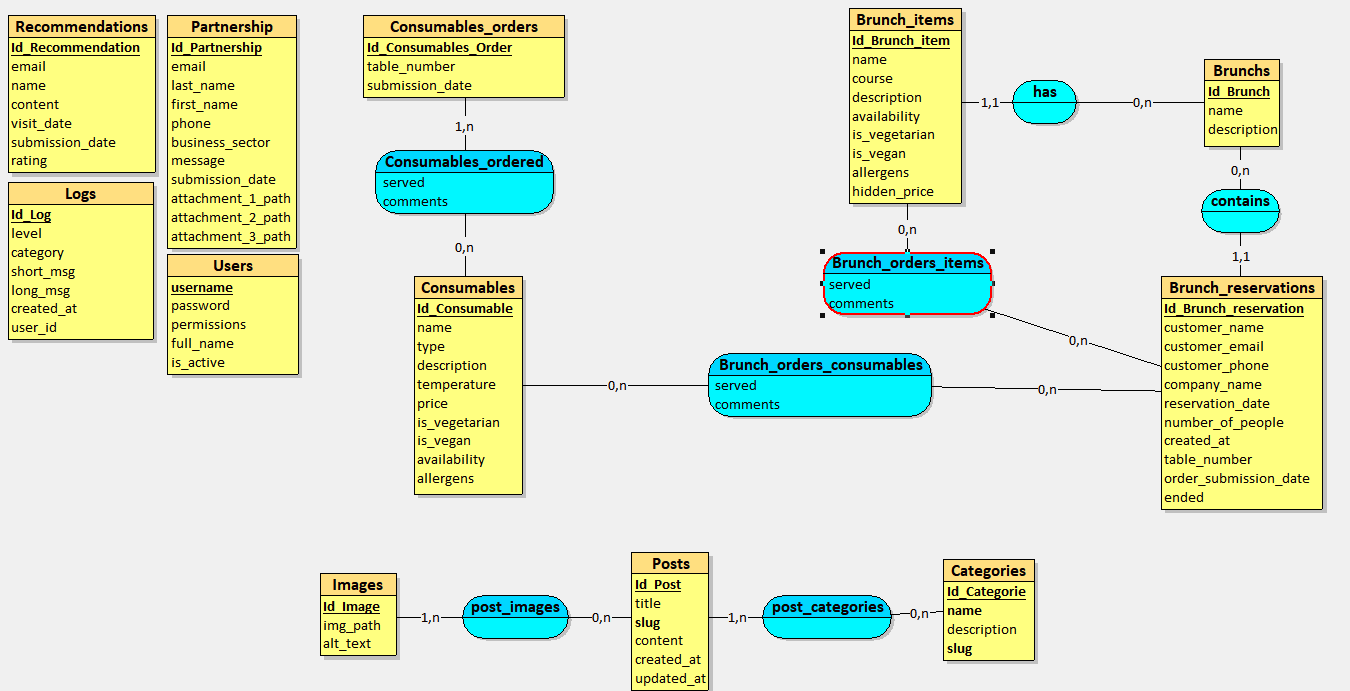 Recommendations
Id_Recommendation
email
name
content
visit_date
submission_date
rating
Partnership
Id_Partnership
email
last_name
first_name
phone
business_sector
message
submission_date
attachment_1_path
attachment_2_path
attachment_3_path
Logs
Id_Log
level
category
short_msg
long_msg
created_at
user_id
Users
username
password
permissions
full_name
is_active
Consumables_orders
Id_Consumables_Order
table_number
submission_date
1,n
Consumables_ordered
served
comments
0,n
Consumables
Id_Consumable
name
type
description
temperature
price
is_vegetarian
is_vegan
availability
allergens
Brunch_items
Id_Brunch_item
name
course
description
availability
is_vegetarian
is_vegan
allergens
hidden_price
1,1
has
0,n
Brunchs
Id_Brunch
name
description
0,n
contains
1,1
0,n
Brunch_orders_items
served
comments
0,n
0,n
Brunch_orders_consumables
served
comments
0,n
Brunch_reservations
Id_Brunch_reservation
customer_name
customer_email
customer_phone
company_name
reservation_date
number_of_people
created_at
table_number
order_submission_date
ended
Images
Id_Image
img_path
alt_text
1,n
post_images
0,n
Posts
Id_Post
title
slug
content
created_at
updated_at
1,n
post_categories
0,n
Categories
Id_Categorie
name
description
slug